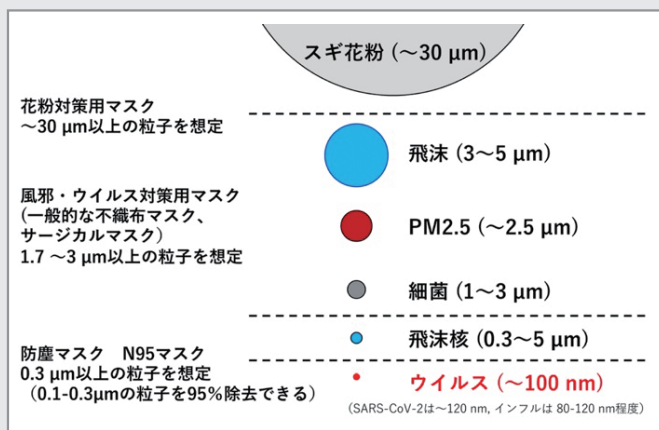 スギ花粉 (～30 μm)
花粉対策用マスク
～30 μm以上の粒子を想定
飛沫 (3～5 μm)
風邪・ウイルス対策用マスク
(一般的な不織布マスク、
サージカルマスク）
1.7 ～3 μm以上の粒子を想定
PM2.5 (～2.5 μm)
細菌 (1～3 μm)
飛沫核 (0.3～5 μm)
防塵マスク　N95マスク
0.3 μm以上の粒子を想定
（0.1-0.3μmの粒子を95%除去できる）
ウイルス (～100 nm)
(SARS-CoV-2は～120 nm, インフルは 80-120 nm程度）